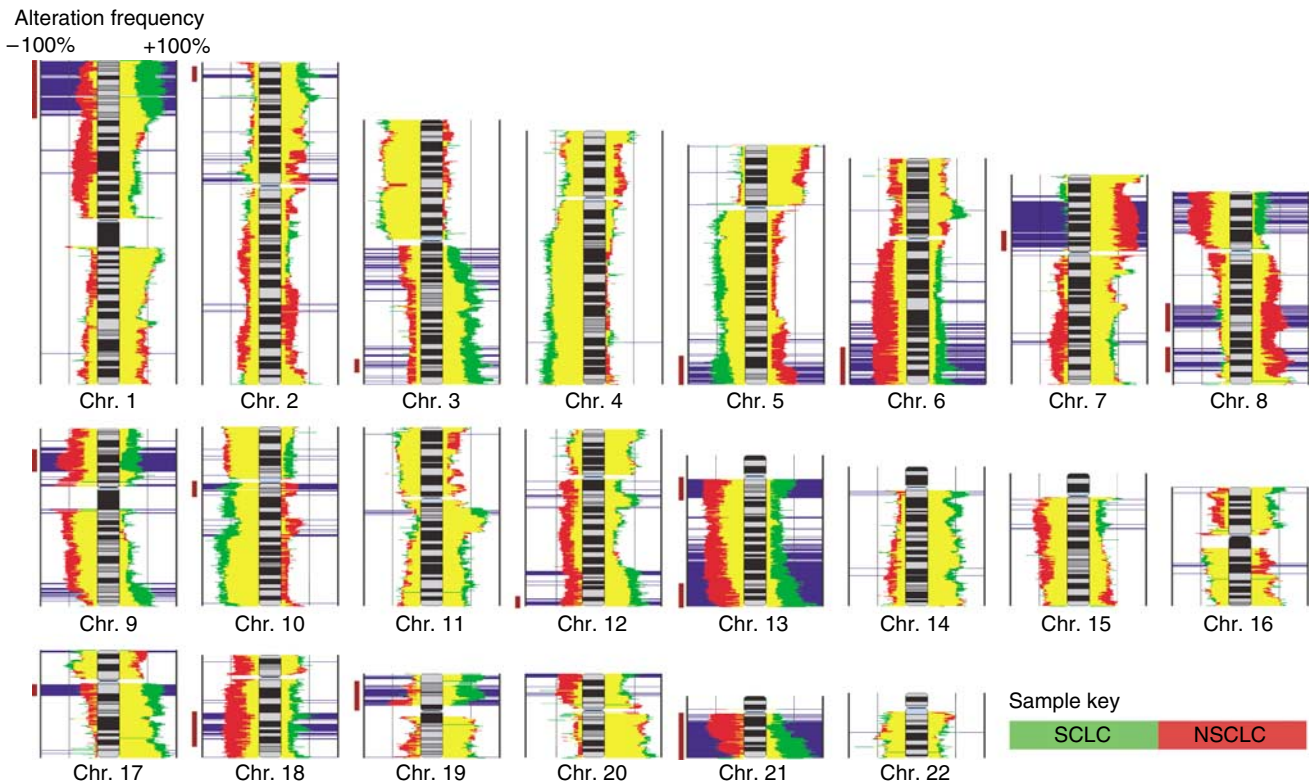 Alteration frequency
−100% +100%
Chr. 1 Chr. 2 Chr. 3 Chr. 4 Chr. 5 Chr. 6 Chr. 7 Chr. 8
Chr. 9 Chr. 10 Chr. 11 Chr. 12 Chr. 13 Chr. 14 Chr. 15 Chr. 16
Sample key
SCLC NSCLC
Chr. 17 Chr. 18 Chr. 19 Chr. 20 Chr. 21 Chr. 22